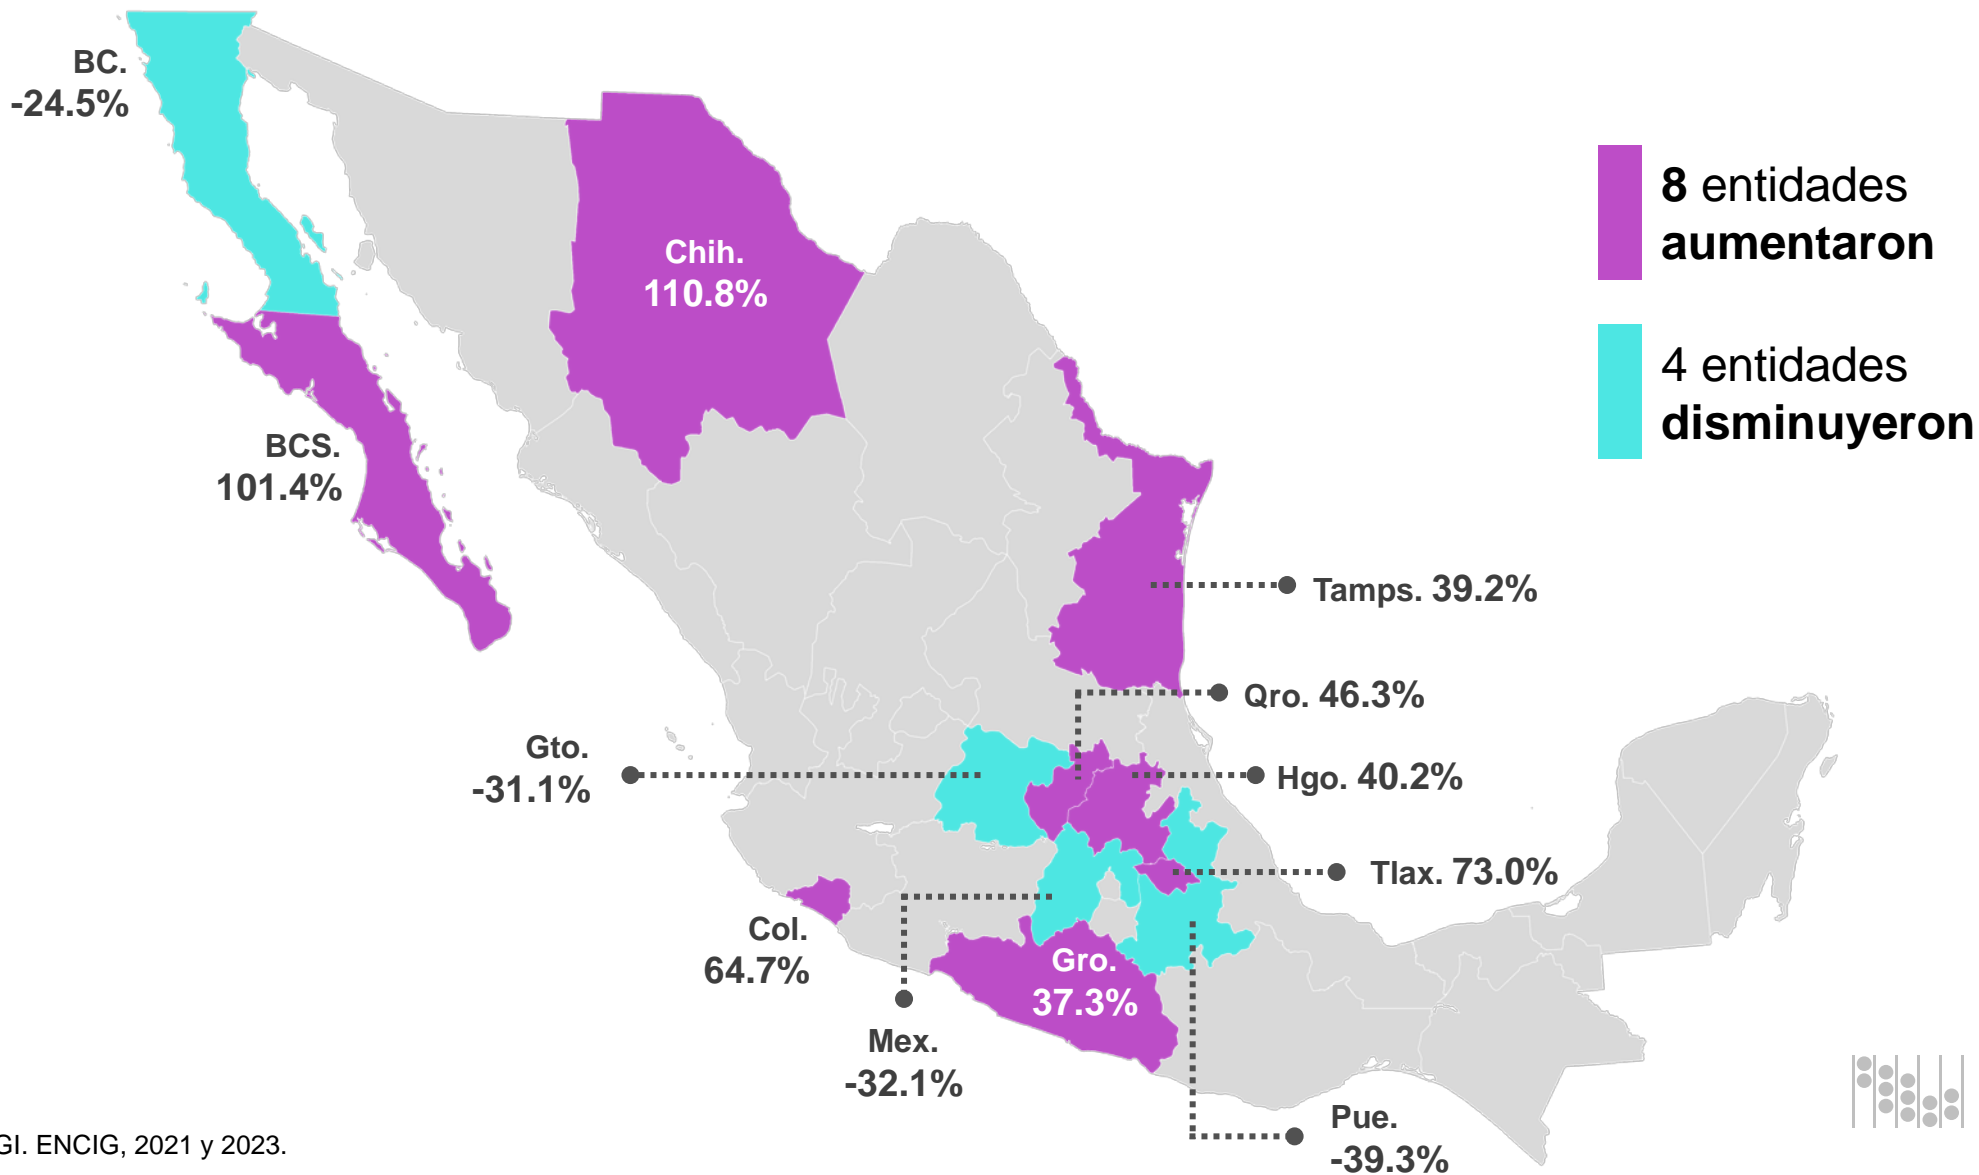 BC.
-24.5%
Chih.
110.8%
8 entidades
aumentaron
4 entidades
disminuyeron
BCS.
101.4%
Tamps. 39.2%
Qro. 46.3%
Gto.
-31.1%
Hgo. 40.2%
Tlax. 73.0%
Col.
64.7%
Gro.
37.3%
Mex.
-32.1%
Pue.
-39.3%
GI. ENCIG, 2021 y 2023.